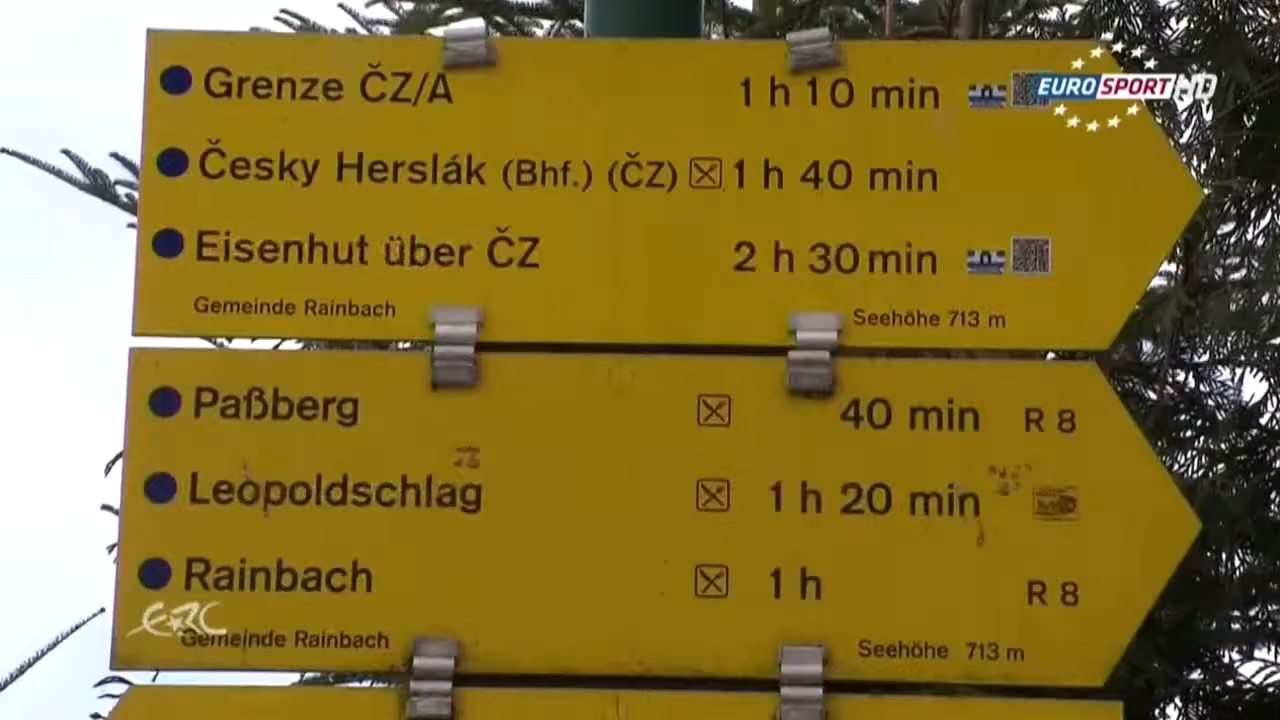 EUROSPORT HD
Grenze ČZ/A 1 h 10 min
Česky Herslák (Bhf.) (ČZ) 1 h 40 min
Eisenhut über ČZ 2 h 30 min
Gemeinde Rainbach Seehöhe 713 m
Paßberg 40 min R 8
Leopoldschlag 1 h 20 min
Rainbach 1 h R 8
ERC
Gemeinde Rainbach Seehöhe 713 m